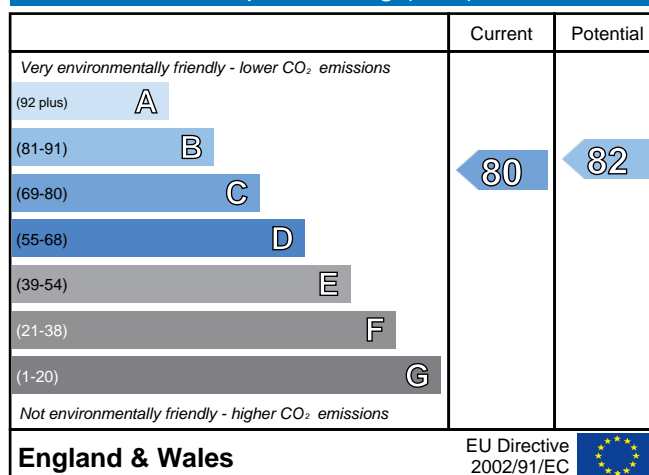 Current Potential
Very environmentally friendly - lower CO₂ emissions
(92 plus) A
(81-91) B
(69-80) C
(55-68) D
(39-54) E
(21-38) F
(1-20) G
80
82
Not environmentally friendly - higher CO₂ emissions
England & Wales
EU Directive
2002/91/EC